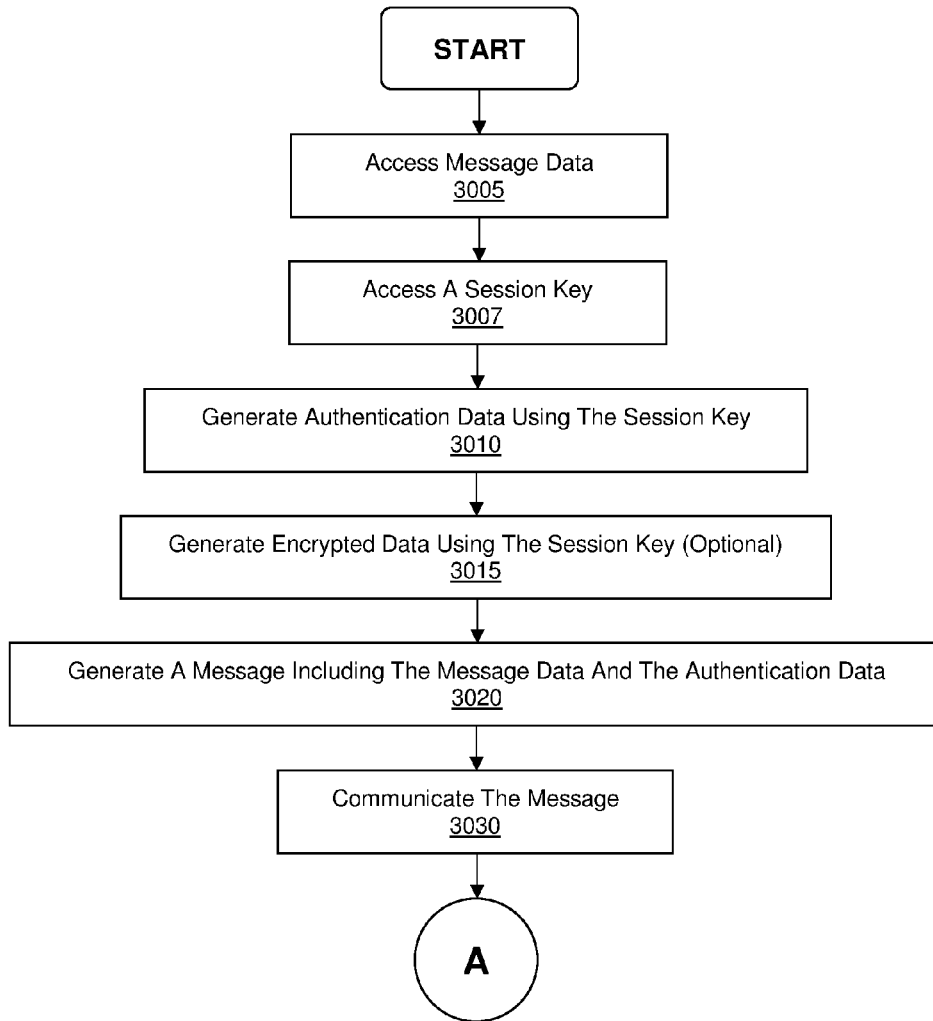 START
Access Message Data
3005
Access A Session Key
3007
Generate Authentication Data Using The Session Key
3010
Generate Encrypted Data Using The Session Key (Optional)
3015
Generate A Message Including The Message Data And The Authentication Data
3020
Communicate The Message
3030
A